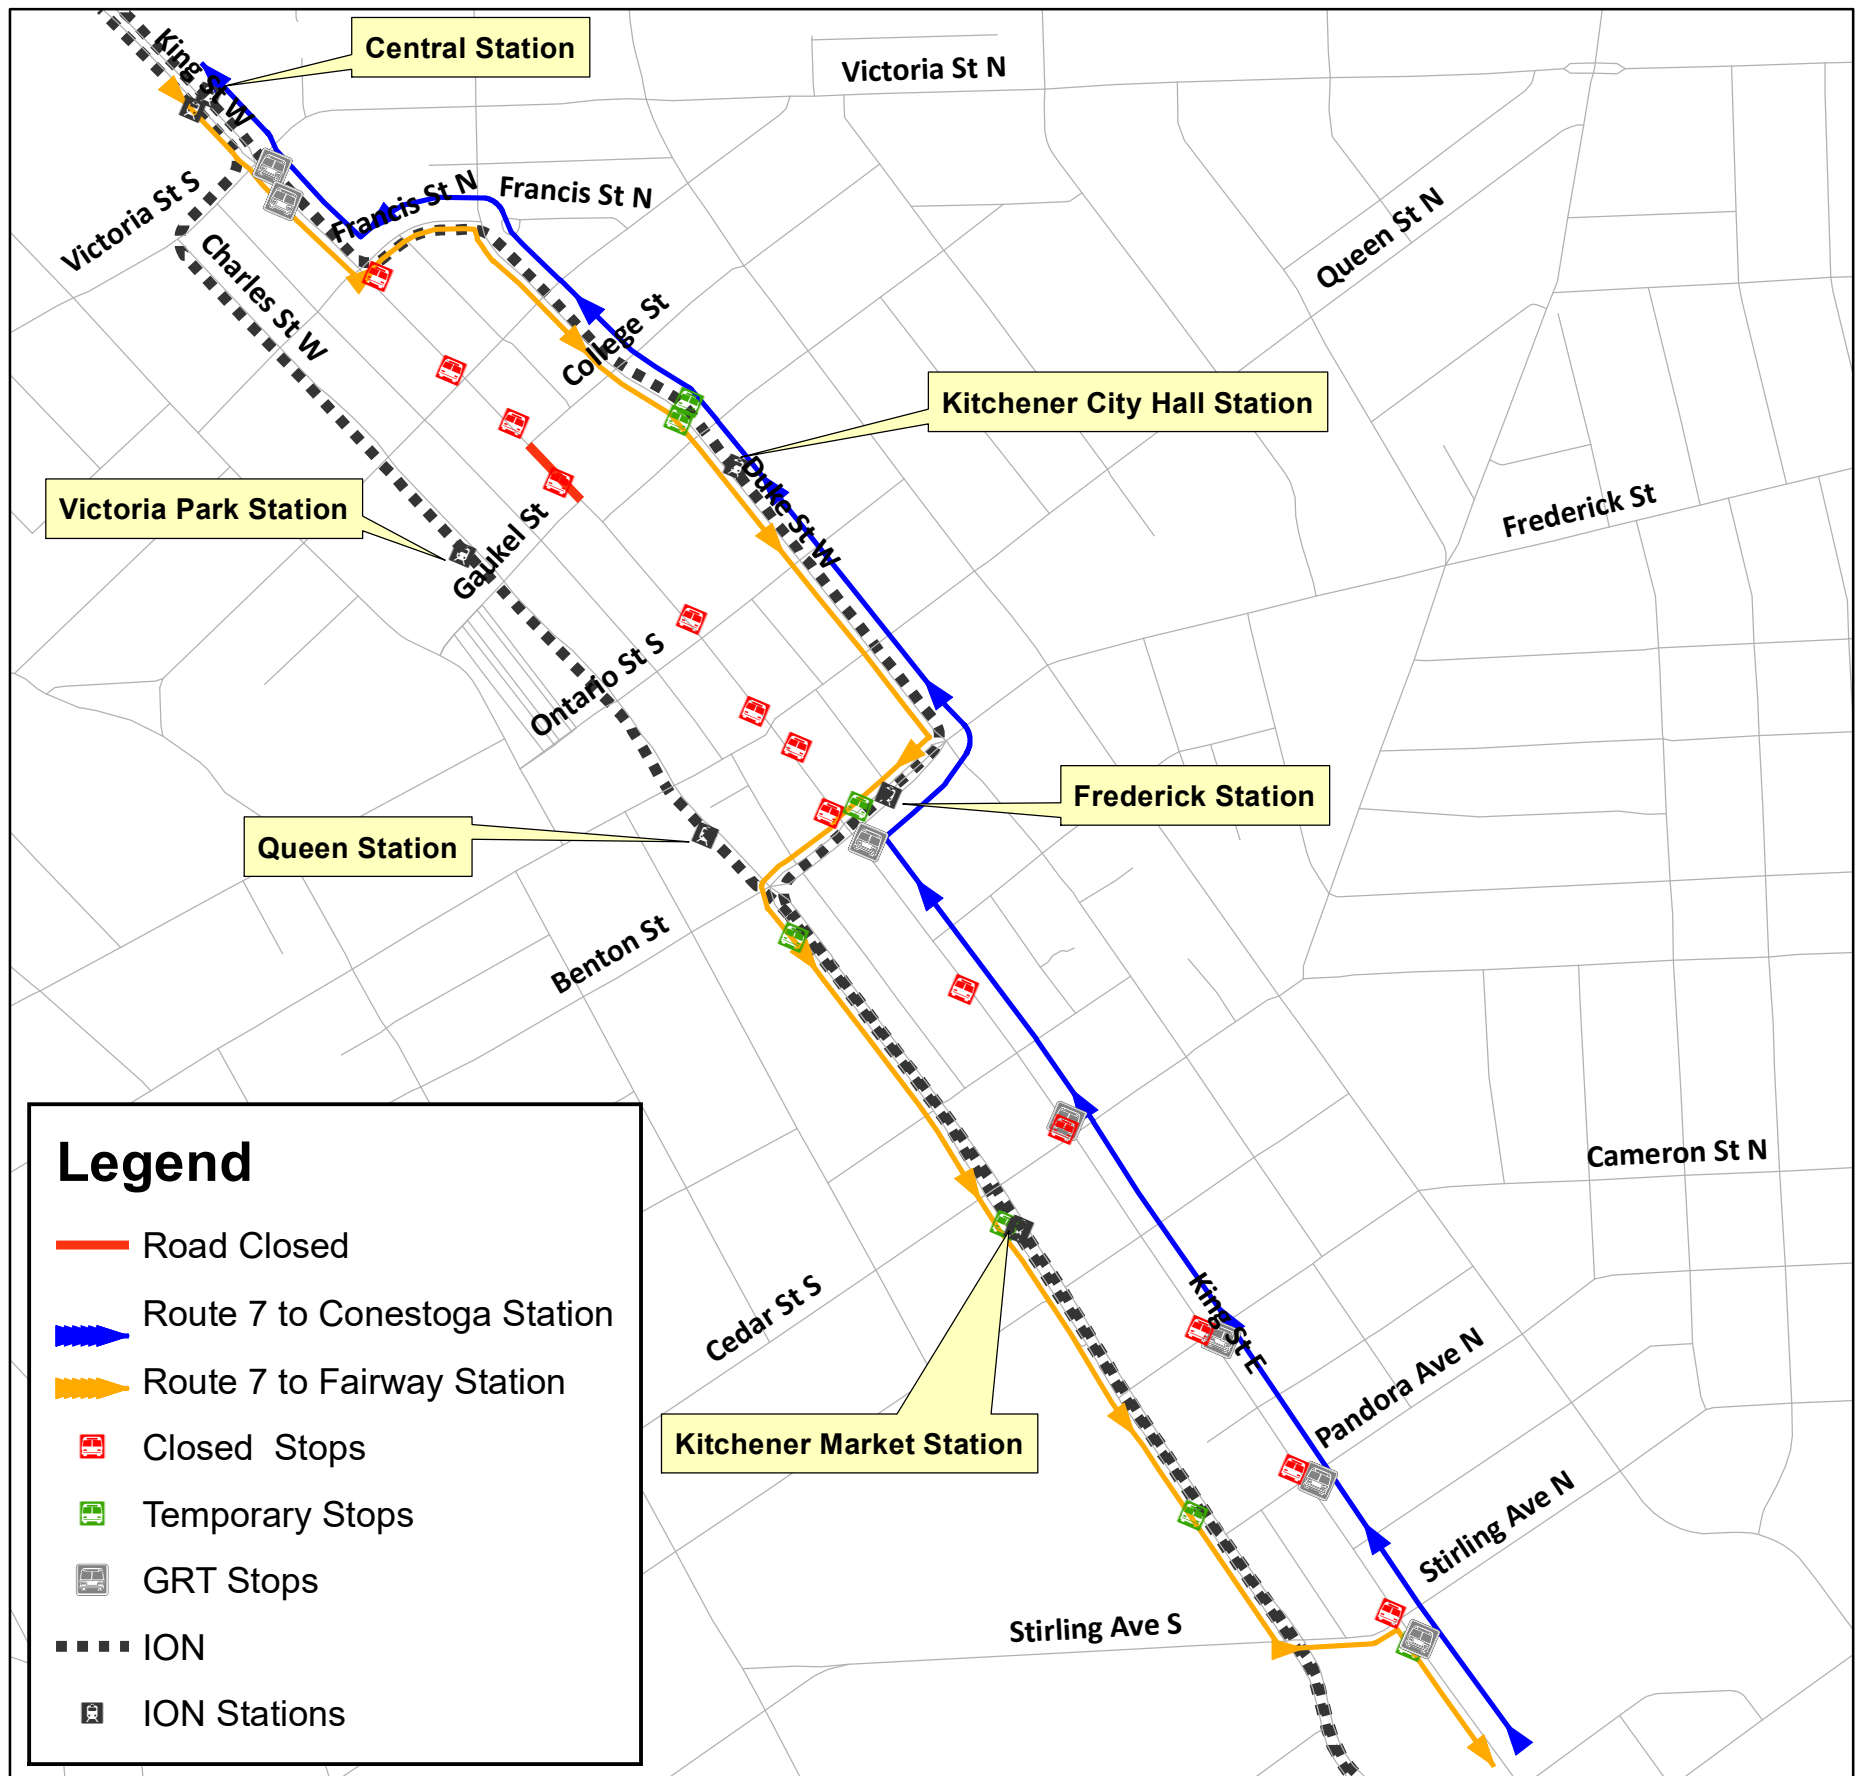 Central Station
King St W
Victoria St N
Victoria St S
Francis St N
Francis St N
Charles St W
Queen St N
College St
Kitchener City Hall Station
Victoria Park Station
Duke St W
Frederick St
Gaukel St
Ontario St S
Frederick Station
Queen Station
Benton St
Cameron St N
Cedar St S
King St E
Pandora Ave N
Kitchener Market Station
Stirling Ave N
Stirling Ave S
Legend
Road Closed
Route 7 to Conestoga Station
Route 7 to Fairway Station
Closed  Stops
Temporary Stops
GRT Stops
ION
ION Stations